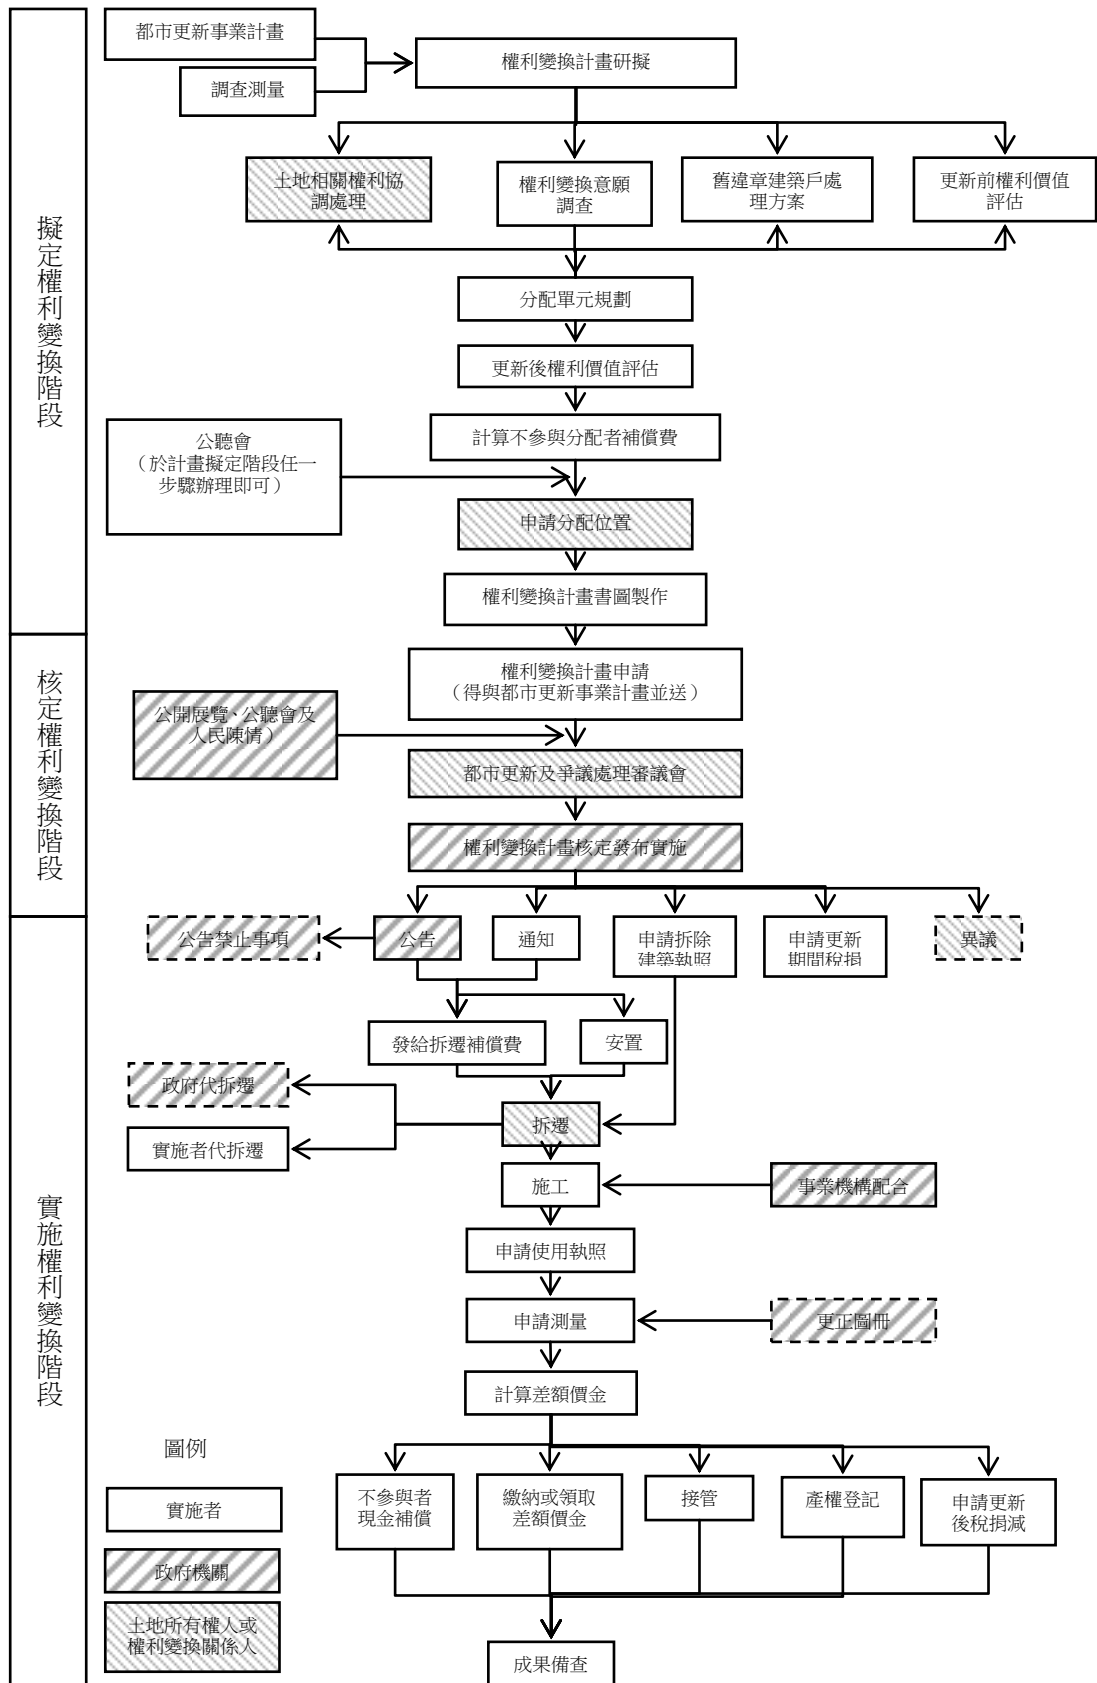 都市更新事業計畫
調查測量
權利變換計畫研擬
土地相關權利協
調處理
權利變換意願
調查
舊違章建築戶處
理方案
更新前權利價值
評估
擬定權利變換階段
分配單元規劃
更新後權利價值評估
計算不參與分配者補償費
公聽會
（於計畫擬定階段任一
步驟辦理即可）
申請分配位置
權利變換計畫書圖製作
核定權利變換階段
權利變換計畫申請
（得與都市更新事業計畫並送）
公開展覽、公聽會及
人民陳情）
都市更新及爭議處理審議會
權利變換計畫核定發布實施
實施權利變換階段
公告禁止事項
公告
通知
申請拆除
建築執照
申請更新
期間稅捐
異議
發給拆遷補償費
安置
政府代拆遷
拆遷
實施者代拆遷
施工
事業機構配合
申請使用執照
申請測量
更正圖冊
計算差額價金
不參與者
現金補償
繳納或領取
差額價金
接管
產權登記
申請更新
後稅捐減
成果備查
圖例
實施者
政府機關
土地所有權人或
權利變換關係人